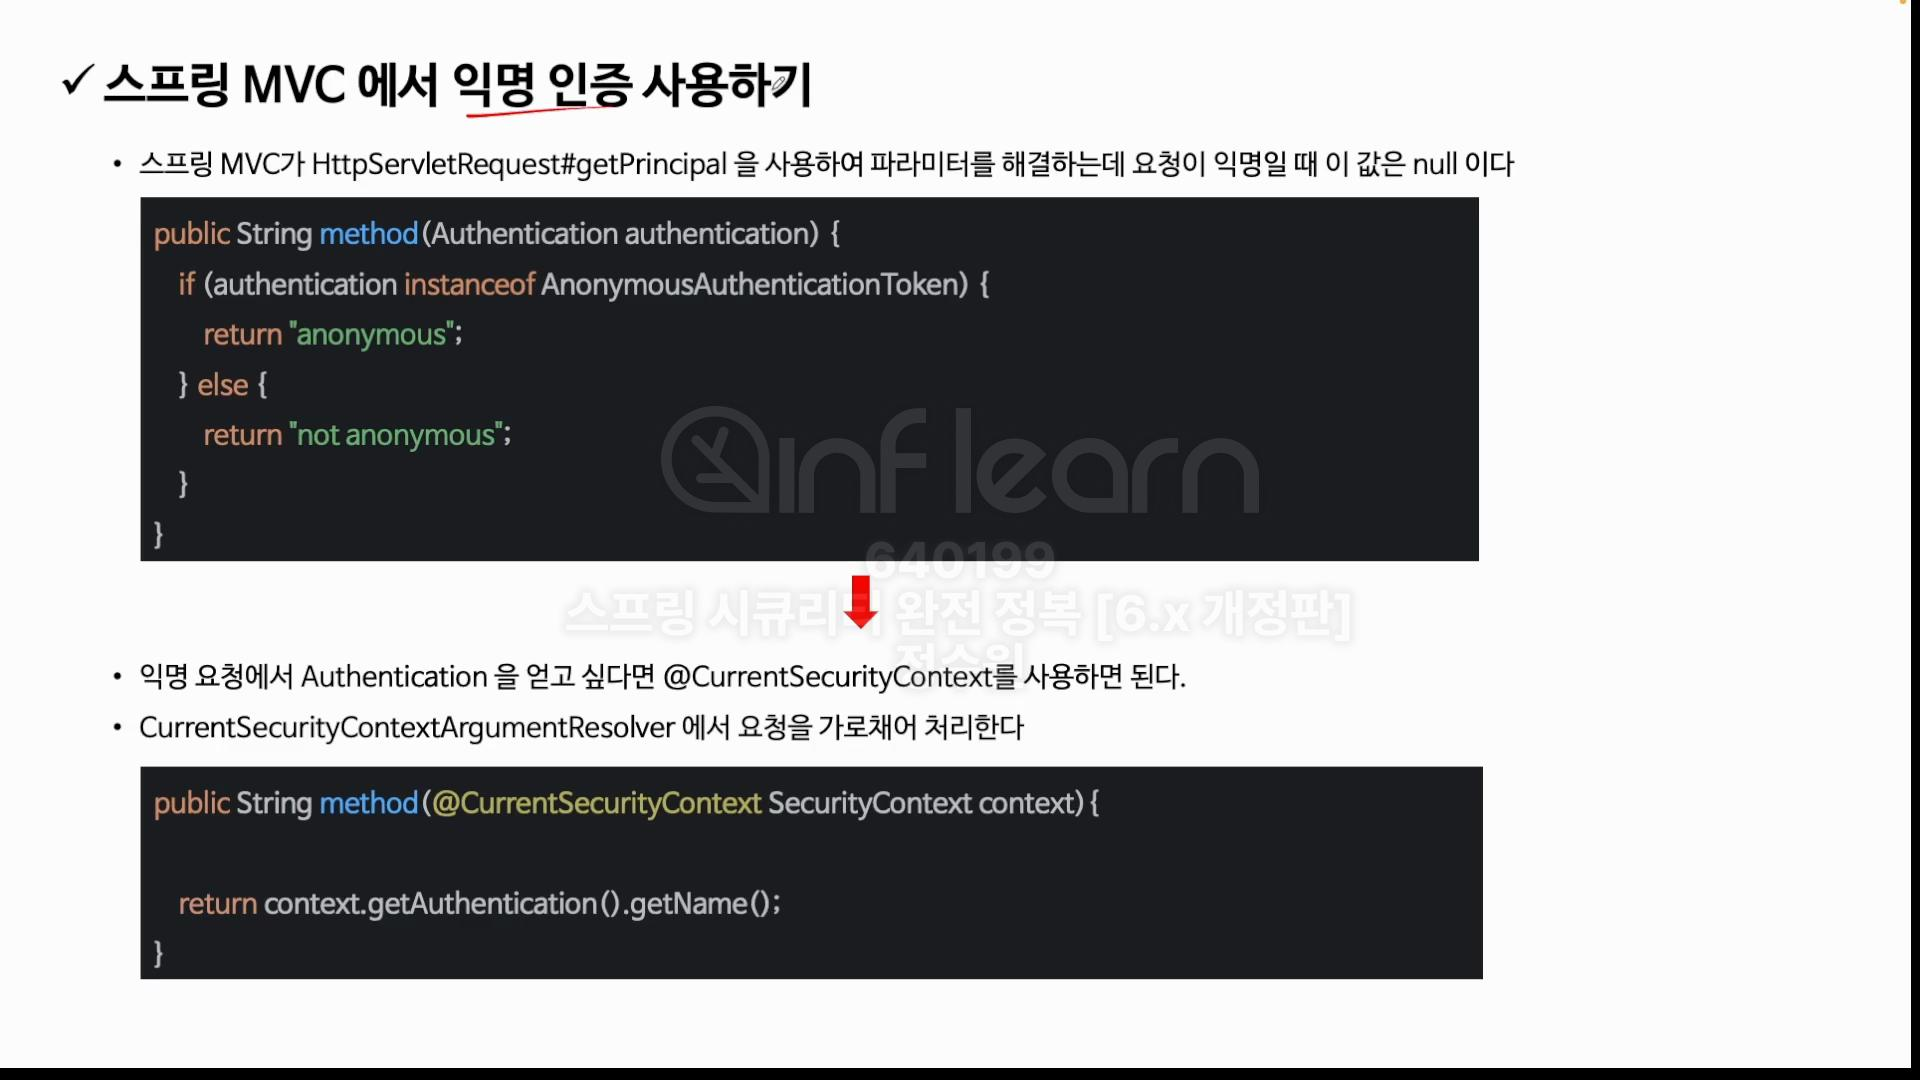 ✓ 스프링 MVC 에서 익명 인증 사용하기
• 스프링 MVC가 HttpServletRequest#getPrincipal 을 사용하여 파라미터를 해결하는데 요청이 익명일 때 이 값은 null 이다
public String method(Authentication authentication) {
if (authentication instanceof AnonymousAuthenticationToken) {
return "anonymous";
} else {
return "not anonymous";
}
}
inflearn
640199
스프링 시큐리티 완전 정복 [6.x 개정판]
정수원
• 익명 요청에서 Authentication 을 얻고 싶다면 @CurrentSecurityContext를 사용하면 된다.
• CurrentSecurityContextArgumentResolver 에서 요청을 가로채어 처리한다
public String method(@CurrentSecurityContext SecurityContext context){
return context.getAuthentication().getName();
}